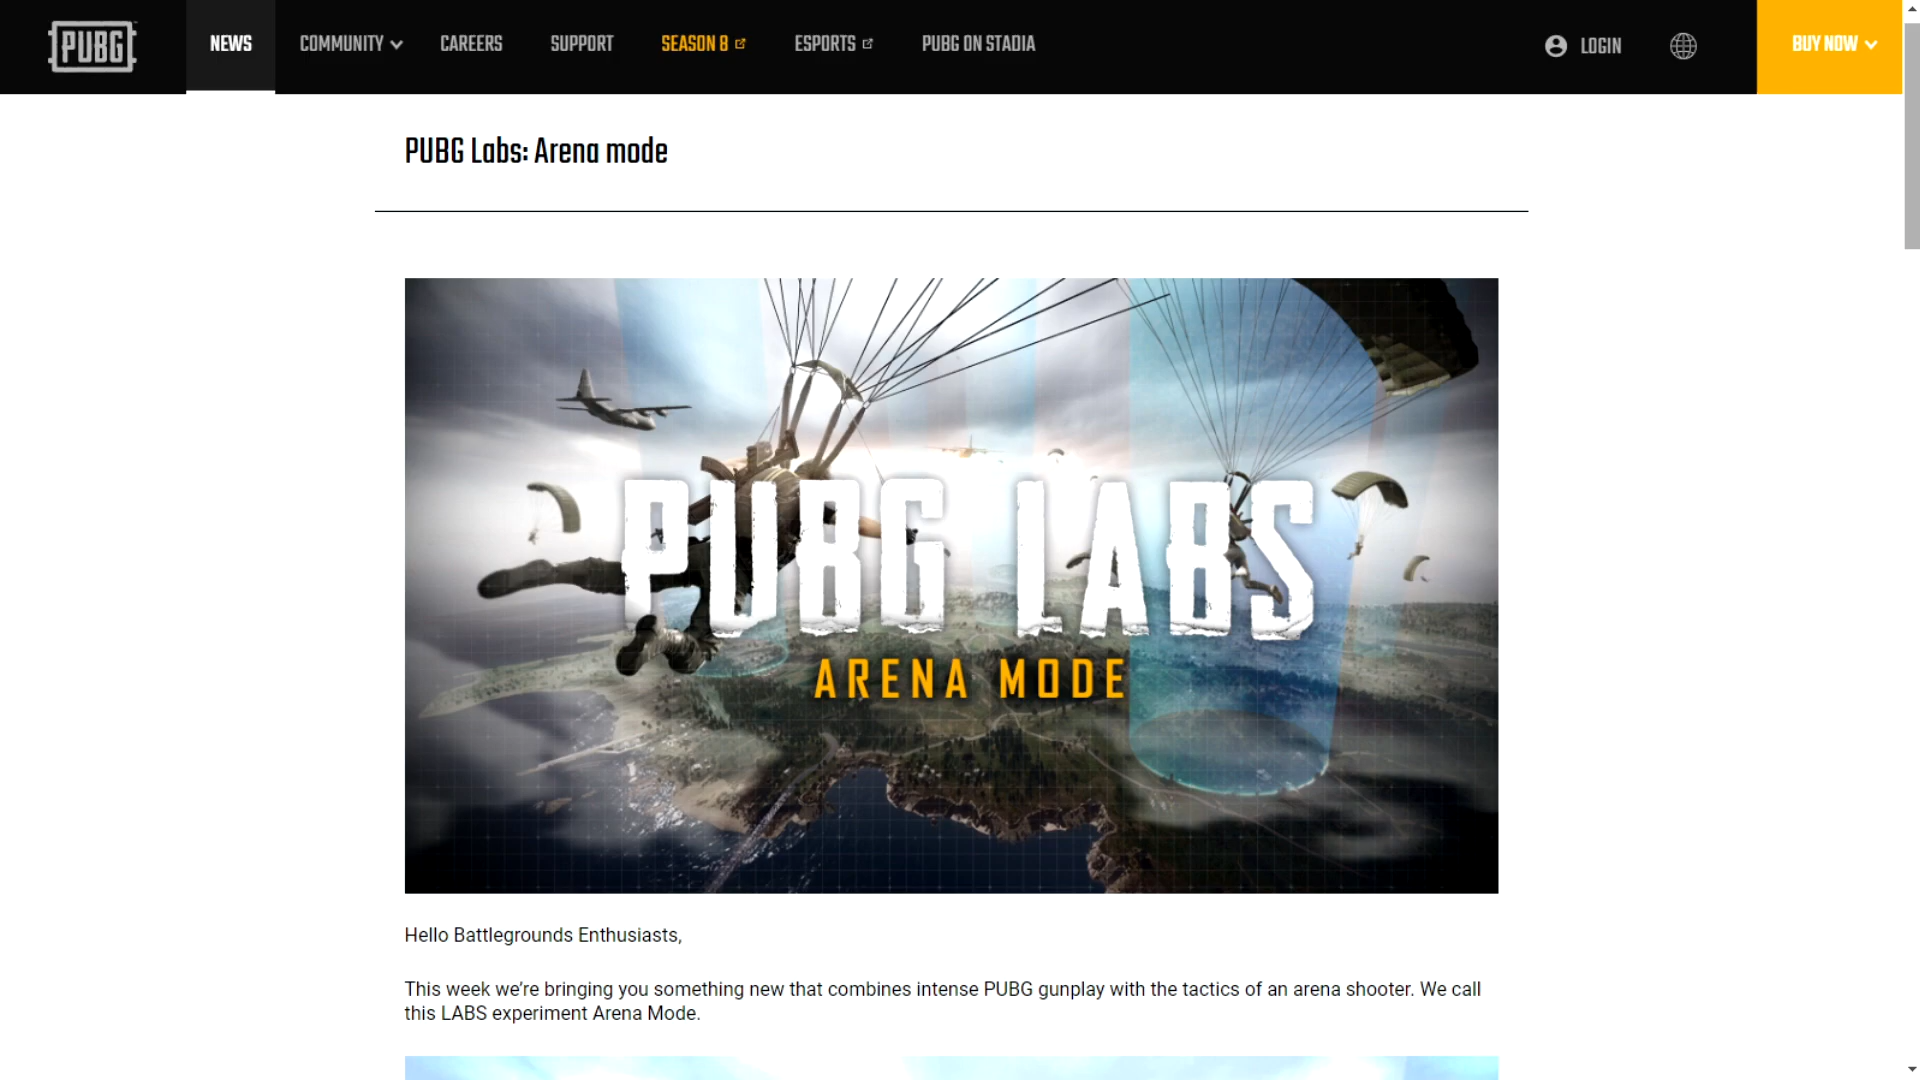 PUBG
NEWS
COMMUNITY
CAREERS
SUPPORT
SEASON 8
ESPORTS
PUBG ON STADIA
LOGIN
BUY NOW
PUBG Labs: Arena mode
PUBG LABS
ARENA MODE
Hello Battlegrounds Enthusiasts,
This week we’re bringing you something new that combines intense PUBG gunplay with the tactics of an arena shooter. We call
this LABS experiment Arena Mode.